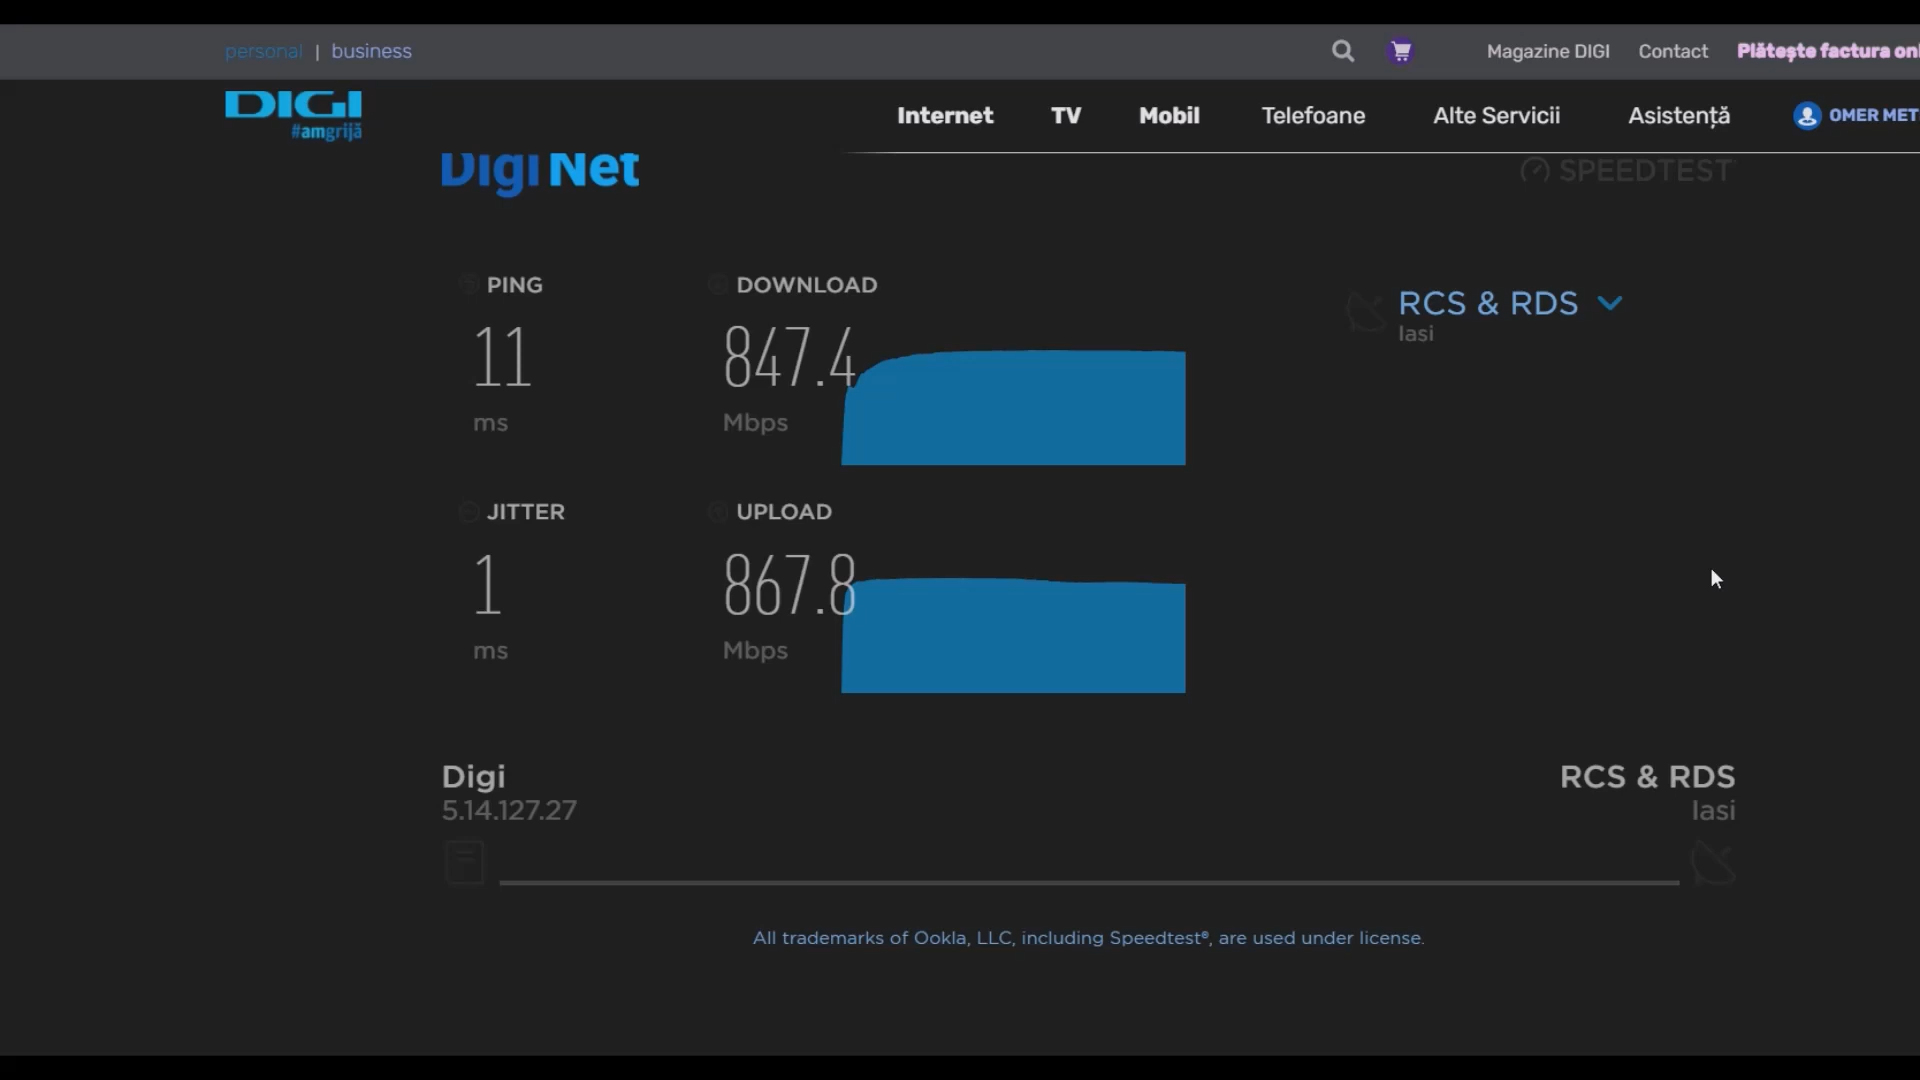 personal | business
Magazine DIGI
Contact
Plătește factura onl
DIGI
#amgrijă
Internet
TV
Mobil
Telefoane
Alte Servicii
Asistență
OMER MET
Digi Net
SPEEDTEST
PING
11
ms
DOWNLOAD
847.4
Mbps
RCS & RDS
Iasi
JITTER
1
ms
UPLOAD
867.8
Mbps
Digi
5.14.127.27
RCS & RDS
Iasi
All trademarks of Ookla, LLC, including Speedtest®, are used under license.